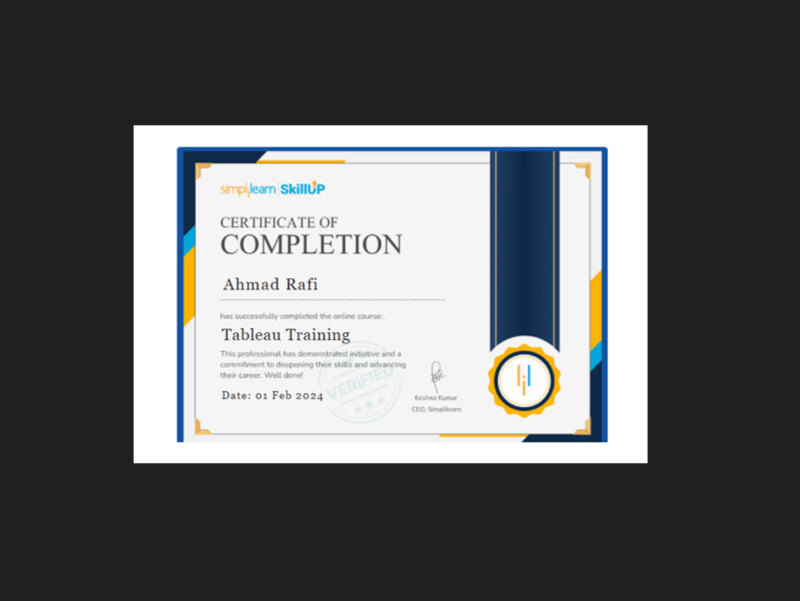 simplilearn | SkillUP
CERTIFICATE OF
COMPLETION
Ahmad Rafi
has successfully completed the online course:
Tableau Training
This professional has demonstrated initiative and a
commitment to deepening their skills and advancing
their career. Well done!
VERIFIED
Date: 01 Feb 2024
Krishna Kumar
CEO, Simplilearn